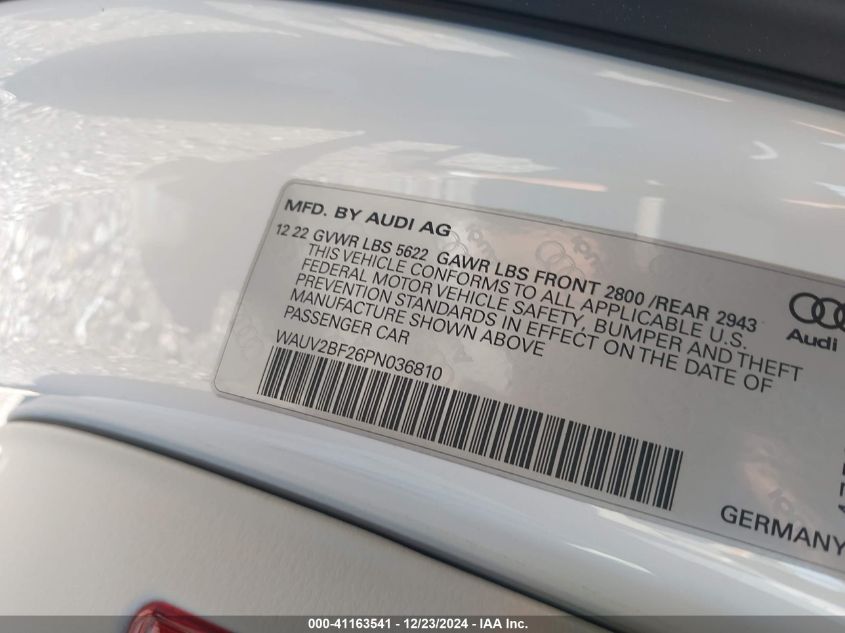 MFD. BY AUDI AG
12 22 GVWR LBS 5622 GAWR LBS FRONT 2800 /REAR 2943
THIS VEHICLE CONFORMS TO ALL APPLICABLE U.S.
FEDERAL MOTOR VEHICLE SAFETY, BUMPER AND THEFT
PREVENTION STANDARDS IN EFFECT ON THE DATE OF
MANUFACTURE SHOWN ABOVE
PASSENGER CAR
WAUV2BF26PN036810
Audi
GERMANY
000-41163541 - 12/23/2024 - IAA Inc.